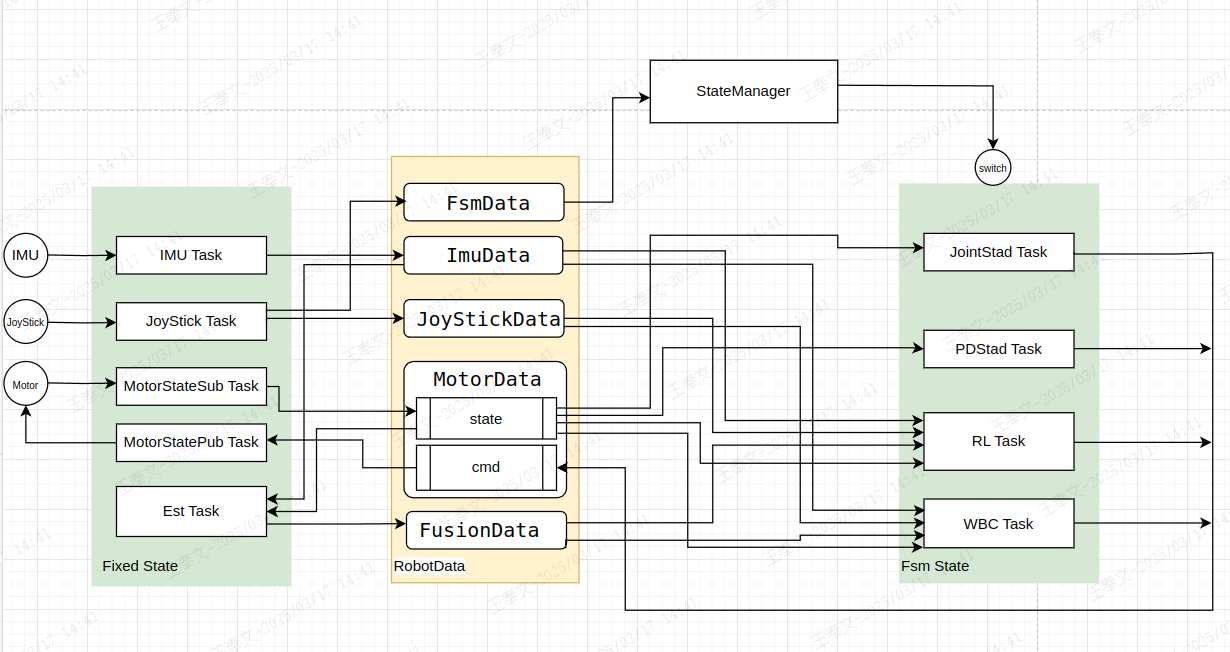 StateManager
switch
FsmData
IMU
IMU Task
ImuData
JointStad Task
JoyStick
JoyStick Task
JoyStickData
PDStad Task
Motor
MotorStateSub Task
MotorData
state
MotorStatePub Task
cmd
RL Task
Est Task
FusionData
WBC Task
Fixed State
RobotData
Fsm State
王孝文-2025/03/17 14:41